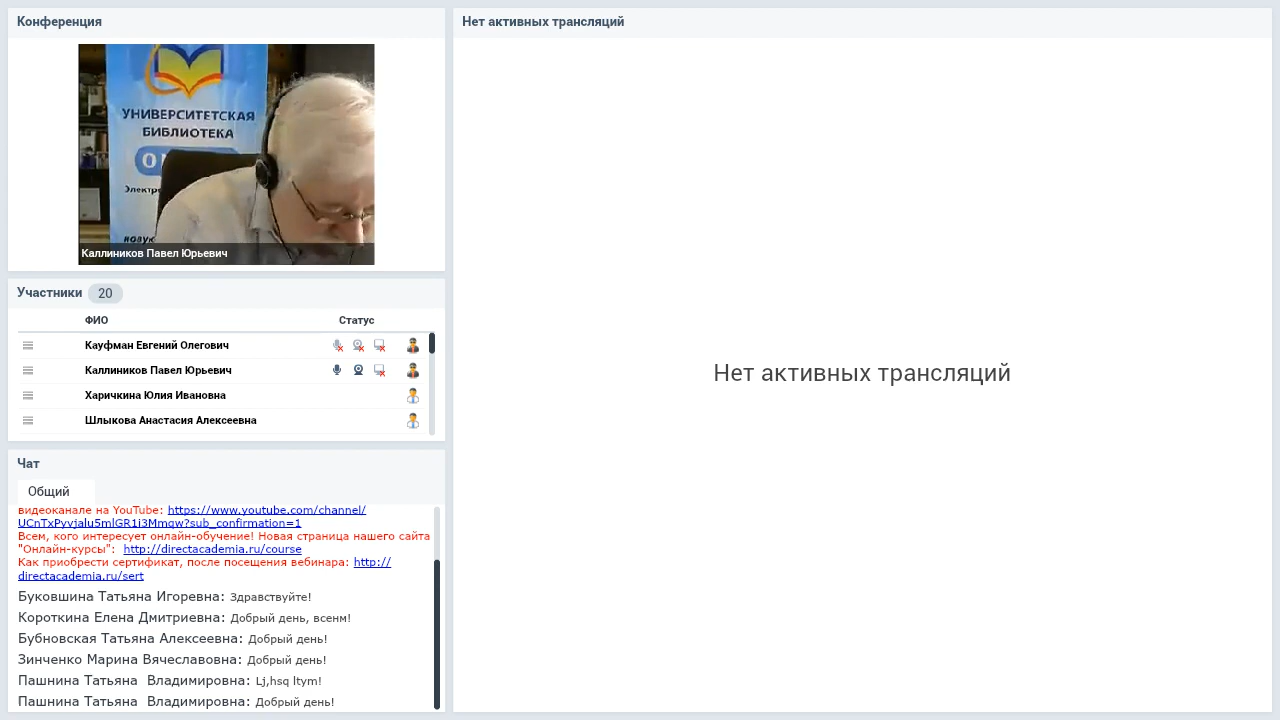 Конференция
УНИВЕРСИТЕТСКАЯ
БИБЛИОТЕКА
Каллиников Павел Юрьевич
Участники 20
ФИО Статус
Кауфман Евгений Олегович
Каллиников Павел Юрьевич
Харичкина Юлия Ивановна
Шлыкова Анастасия Алексеевна
Чат
Общий
видеоканале на YouTube: https://www.youtube.com/channel/
UCnTxPyvjalu5mlGR1i3Mmqw?sub_confirmation=1
Всем, кого интересует онлайн-обучение! Новая страница нашего сайта
"Онлайн-курсы": http://directacademia.ru/course
Как приобрести сертификат, после посещения вебинара: http://
directacademia.ru/sert
Буковшина Татьяна Игоревна: Здравствуйте!
Короткина Елена Дмитриевна: Добрый день, всенм!
Бубновская Татьяна Алексеевна: Добрый день!
Зинченко Марина Вячеславовна: Добрый день!
Пашнина Татьяна Владимировна: Lj,hsq ltym!
Пашнина Татьяна Владимировна: Добрый день!
Нет активных трансляций
Нет активных трансляций